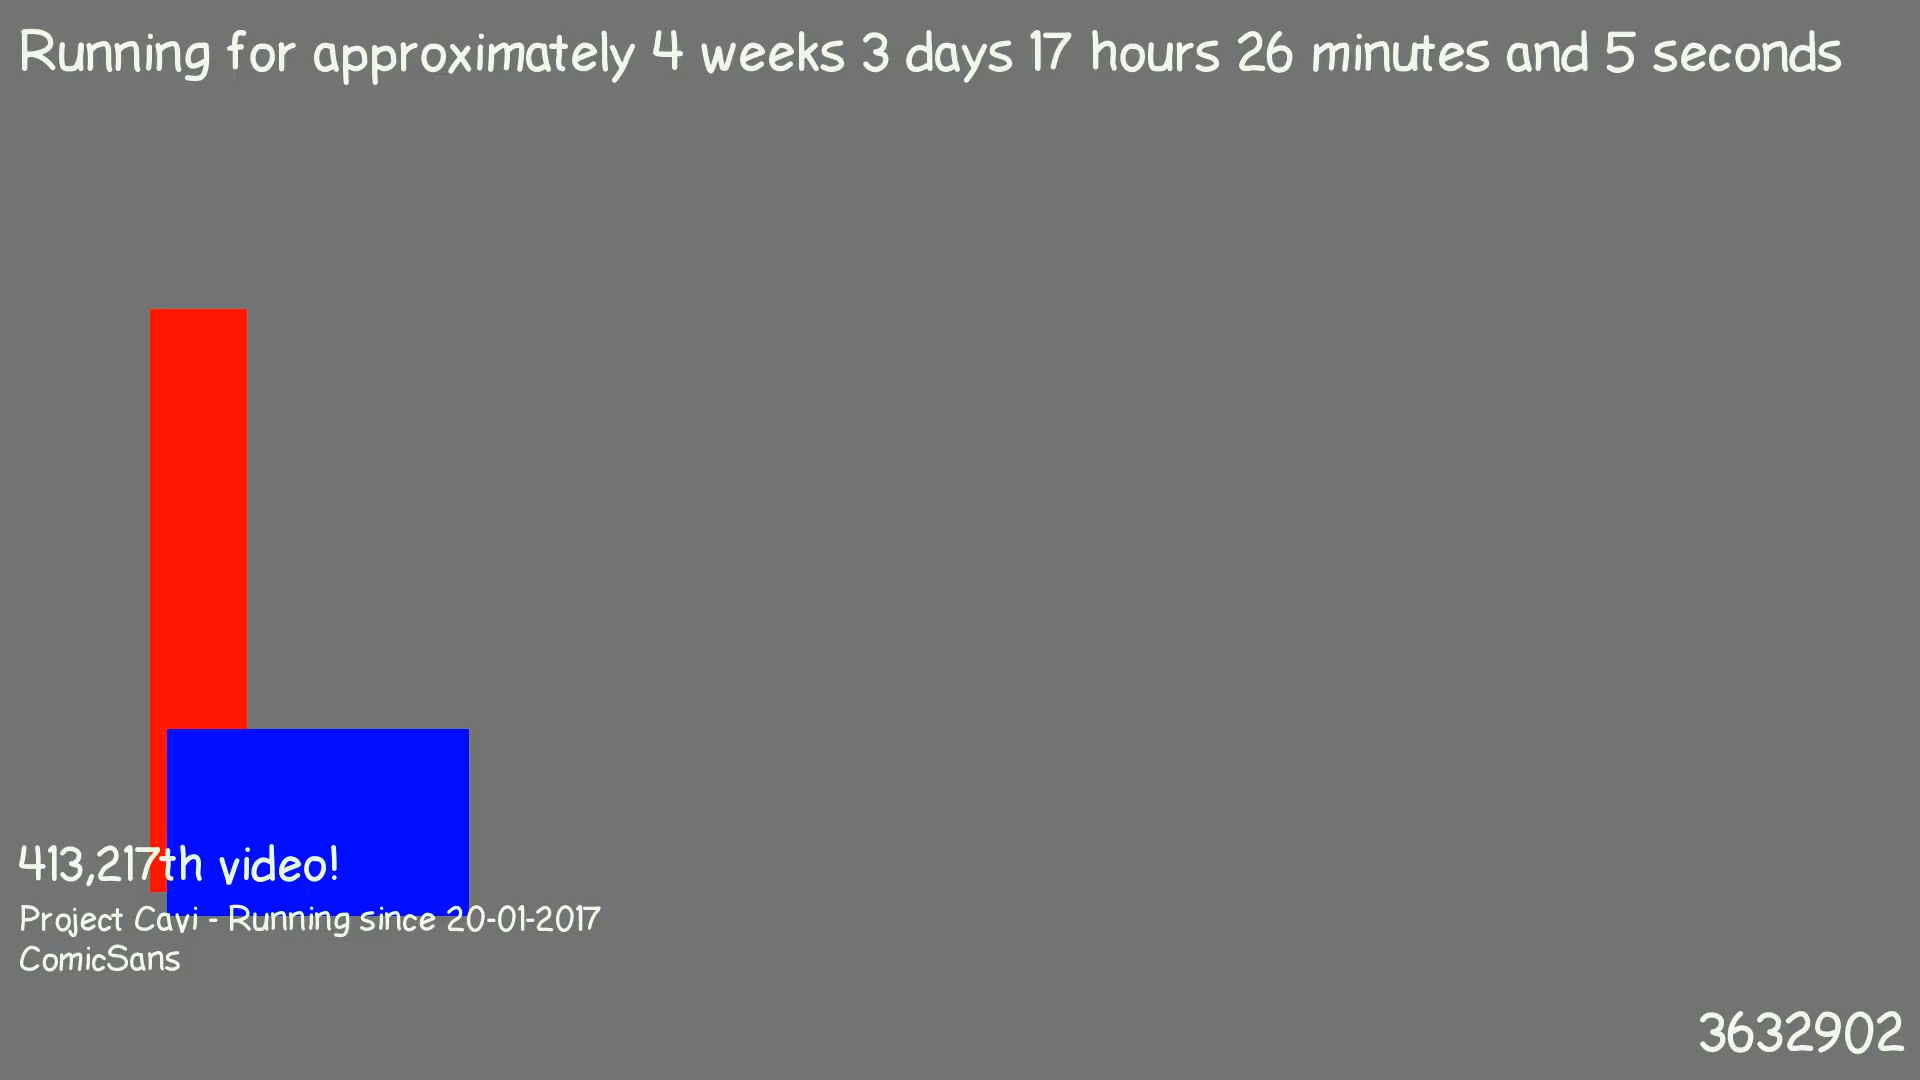 Running for approximately 4 weeks 3 days 17 hours 26 minutes and 5 seconds
413,217th video!
Project Cavi - Running since 20-01-2017
ComicSans
3632902